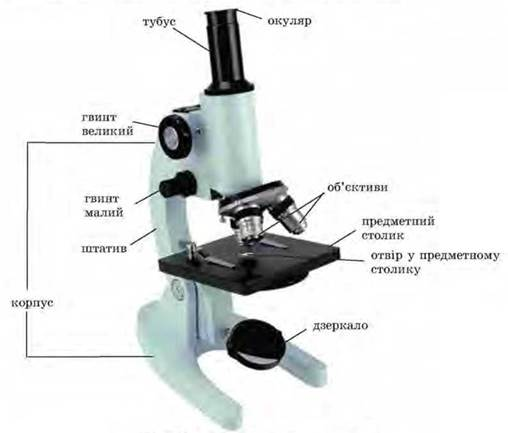 тубус
окуляр
гвинт
великий
гвинт
малий
об'єктиви
предметний
столик
штатив
отвір у предметному
столику
корпус
дзеркало